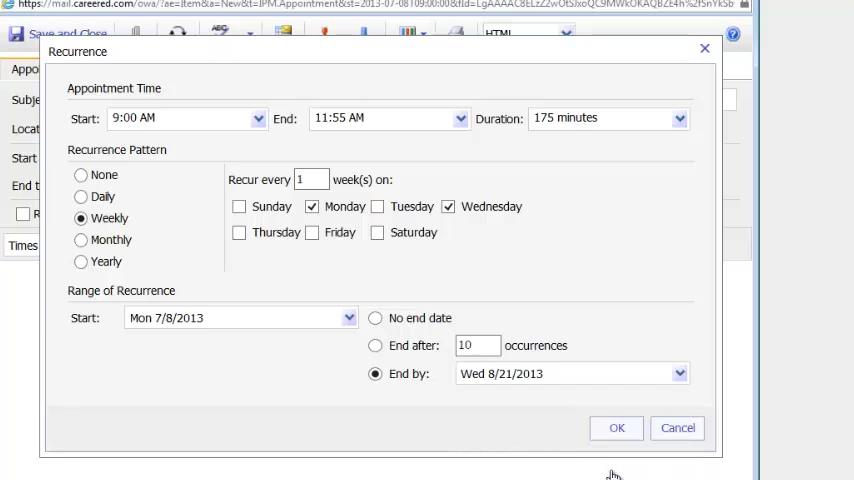 Save and Close
HTML
Recurrence
Appointment Time
Start: 9:00 AM End: 11:55 AM Duration: 175 minutes
Recurrence Pattern
None
Daily
Weekly
Monthly
Yearly
Recur every 1 week(s) on:
Sunday Monday Tuesday Wednesday
Thursday Friday Saturday
Range of Recurrence
Start: Mon 7/8/2013
No end date
End after: 10 occurrences
End by: Wed 8/21/2013
OK Cancel
Appoi
Subje
Locat
Start
End t
R
Times